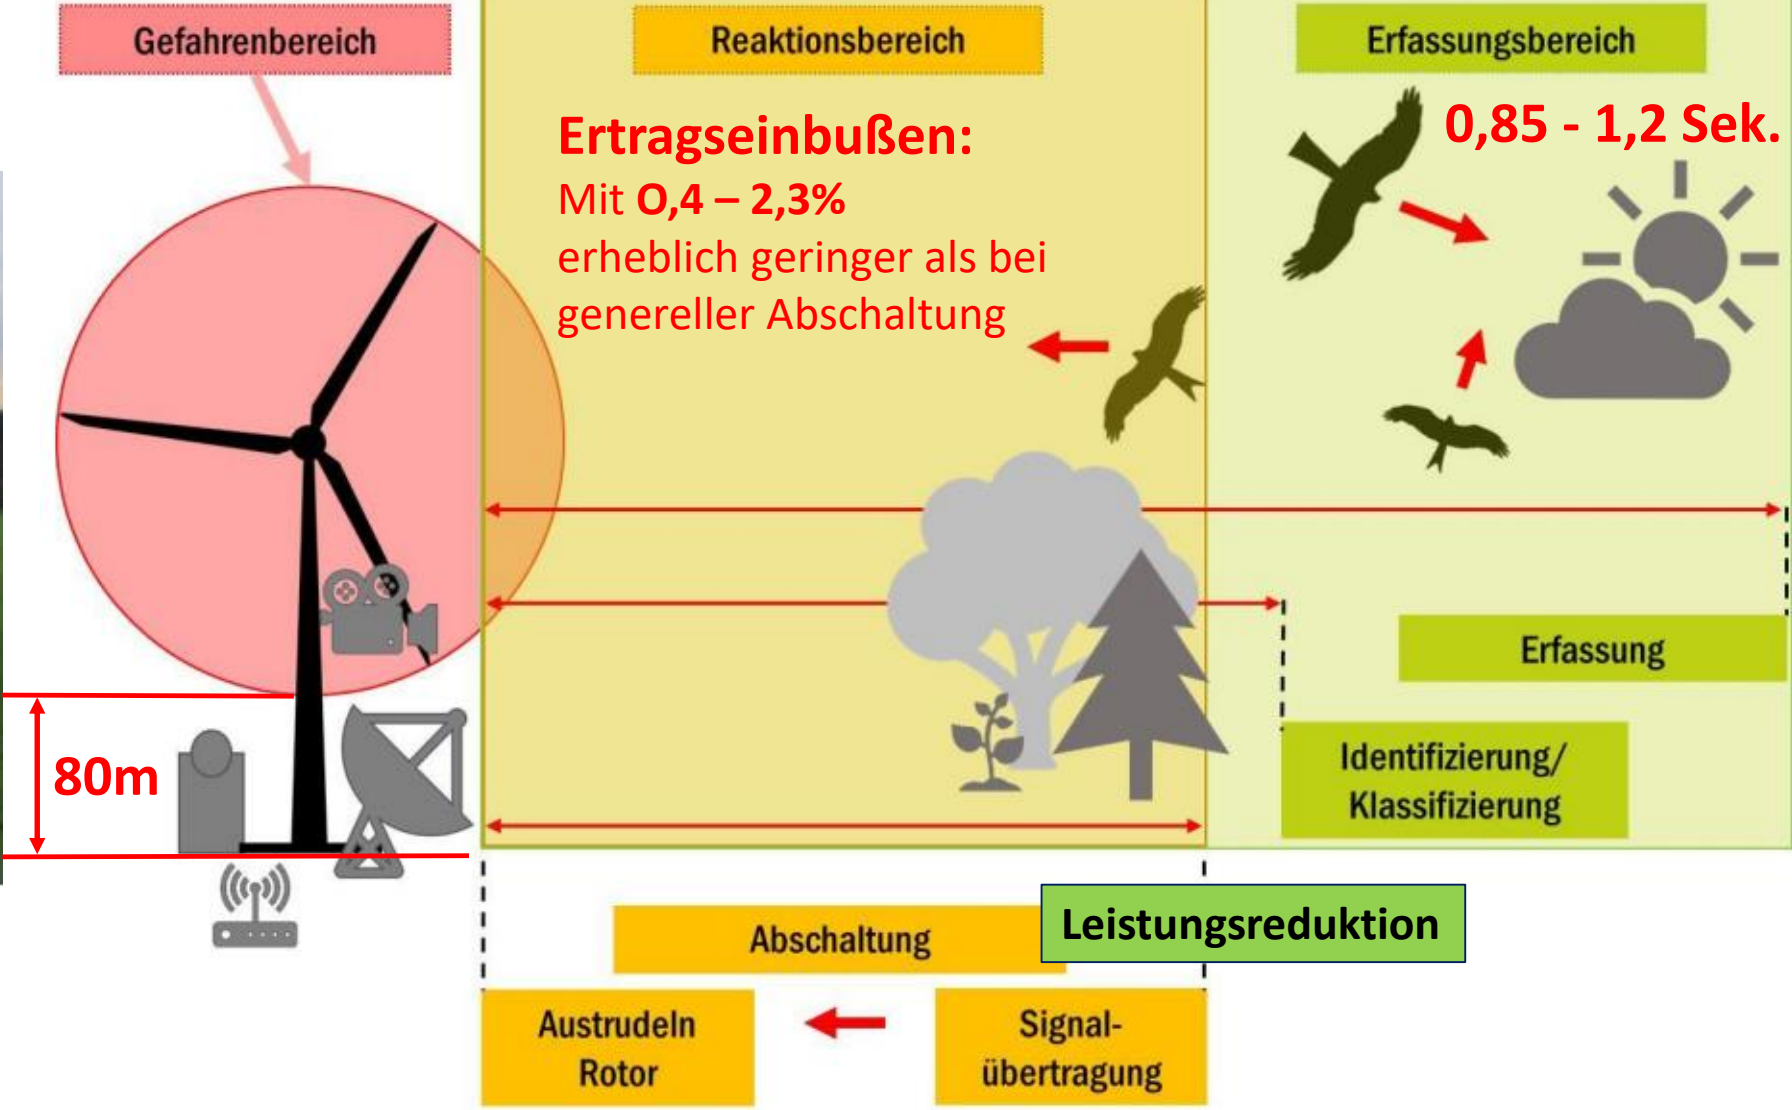 Gefahrenbereich
Reaktionsbereich
Erfassungsbereich
Ertragseinbußen:
Mit O,4 – 2,3%
erheblich geringer als bei
genereller Abschaltung
0,85 - 1,2 Sek.
80m
Erfassung
Identifizierung/
Klassifizierung
Leistungsreduktion
Abschaltung
Austrudeln
Rotor
Signal-
übertragung